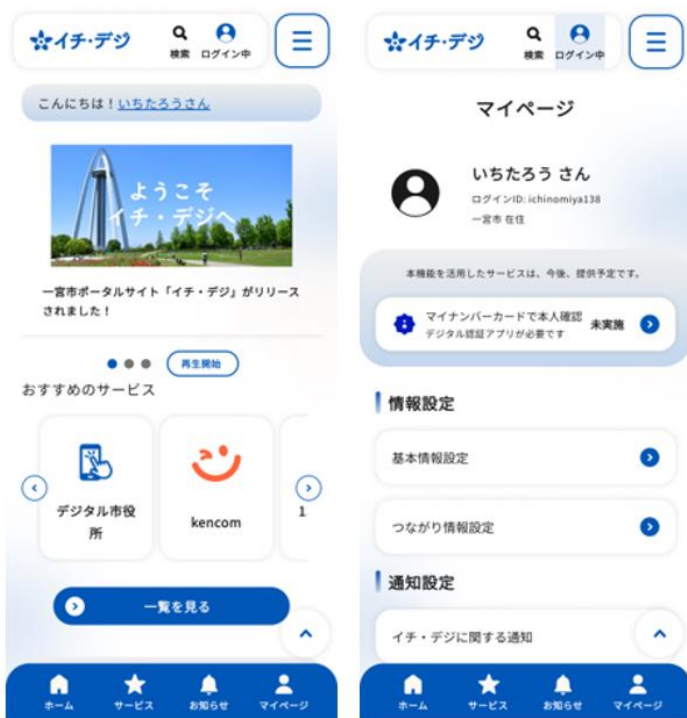 イチ・デジ
検索
ログイン中
こんにちは！いちたろうさん
ようこそ
イチ・デジへ
一宮市ポータルサイト「イチ・デジ」がリリース
されました！
再生開始
おすすめのサービス
デジタル市役
所
kencom
1
一覧を見る
ホーム
サービス
お知らせ
マイページ
イチ・デジ
検索
ログイン中
マイページ
いちたろう さん
ログインID: ichinomiya138
一宮市 在住
本機能を活用したサービスは、今後、提供予定です。
マイナンバーカードで本人確認
デジタル認証アプリが必要です
未実施
情報設定
基本情報設定
つながり情報設定
通知設定
イチ・デジに関する通知
ホーム
サービス
お知らせ
マイページ